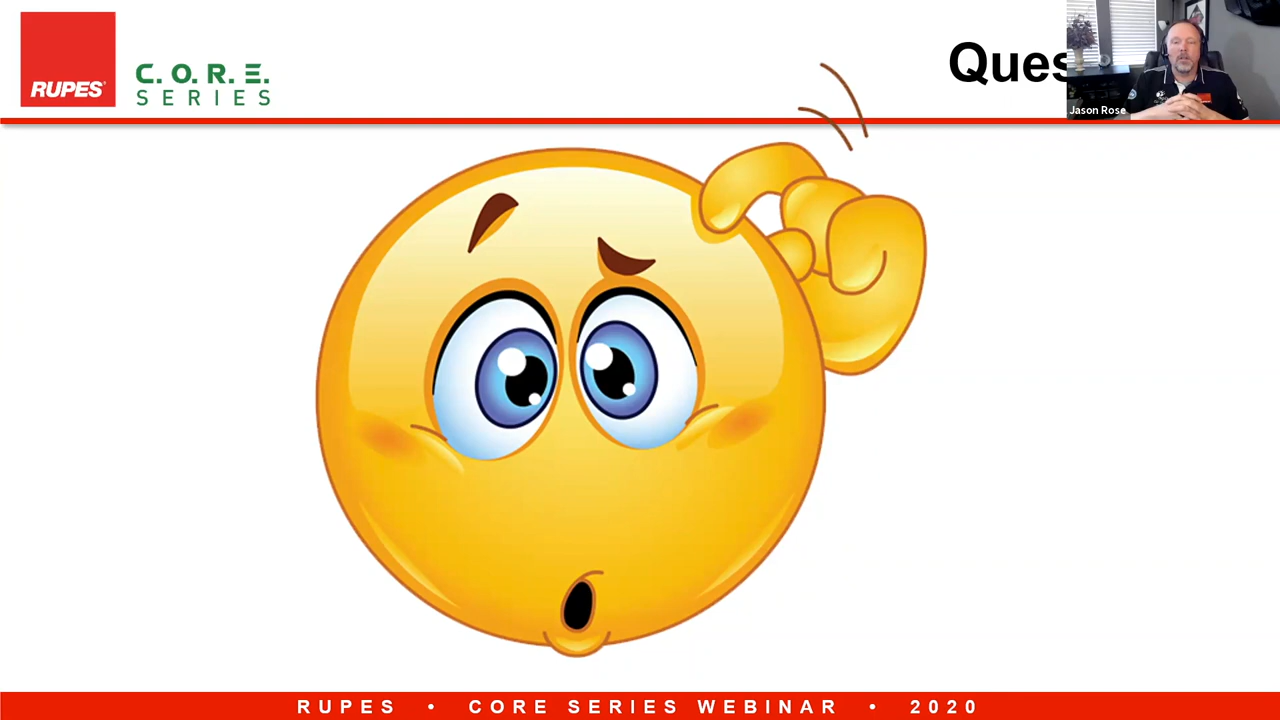 RUPES
C.O.R.E.
SERIES
Ques
Jason Rose
RUPES • CORE SERIES WEBINAR • 2020